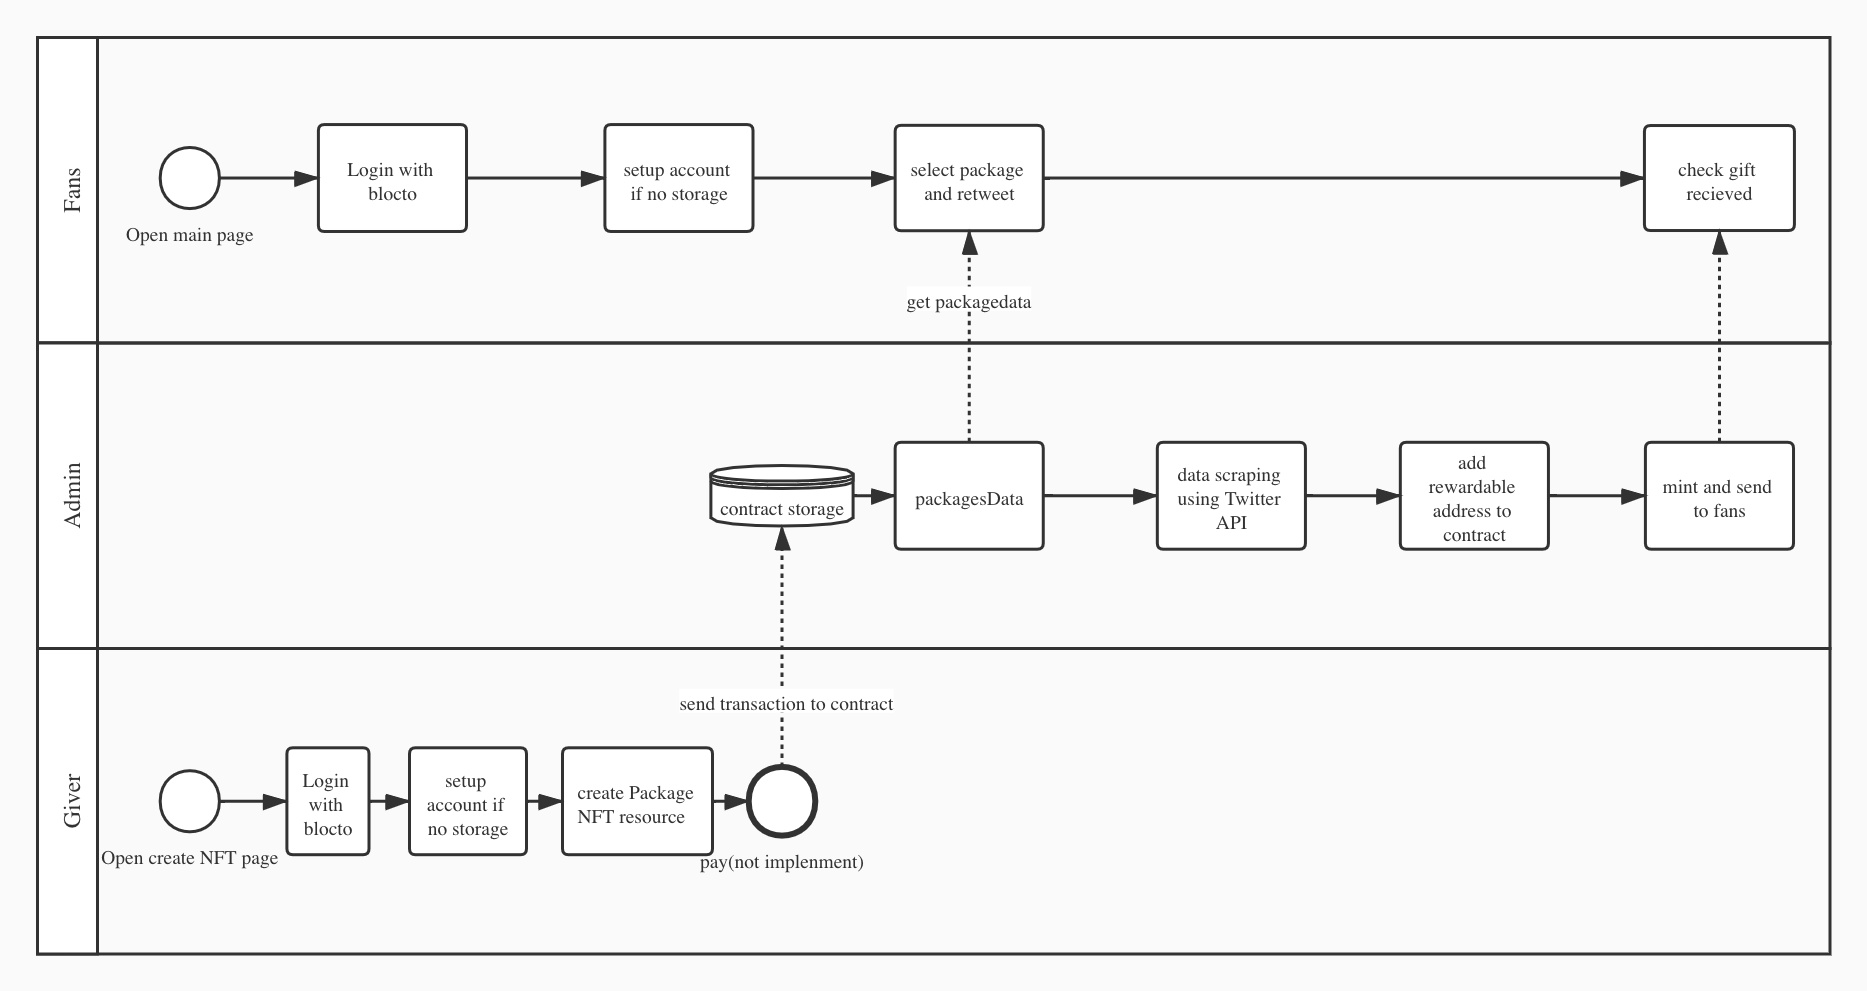 Fans
Open main page
Login with
blocto
setup account
if no storage
select package
and retweet
check gift
recieved
get packagedata
Admin
contract storage
packagesData
data scraping
using Twitter
API
add
rewardable
address to
contract
mint and send
to fans
send transaction to contract
Giver
Open create NFT page
Login
with
blocto
setup
account if
no storage
create Package
NFT resource
pay(not implenment)